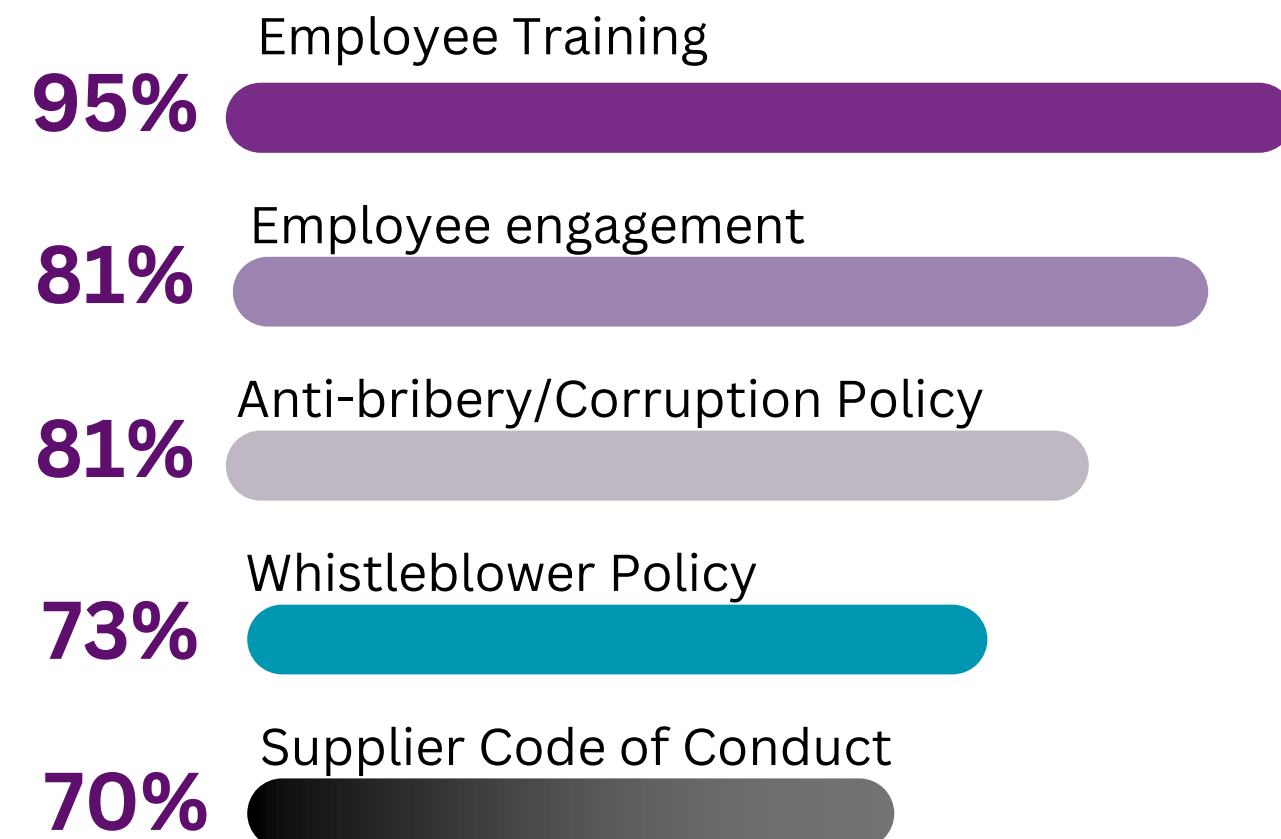 Employee Training
95%
Employee engagement
81%
Anti-bribery/Corruption Policy
81%
Whistleblower Policy
73%
Supplier Code of Conduct
70%